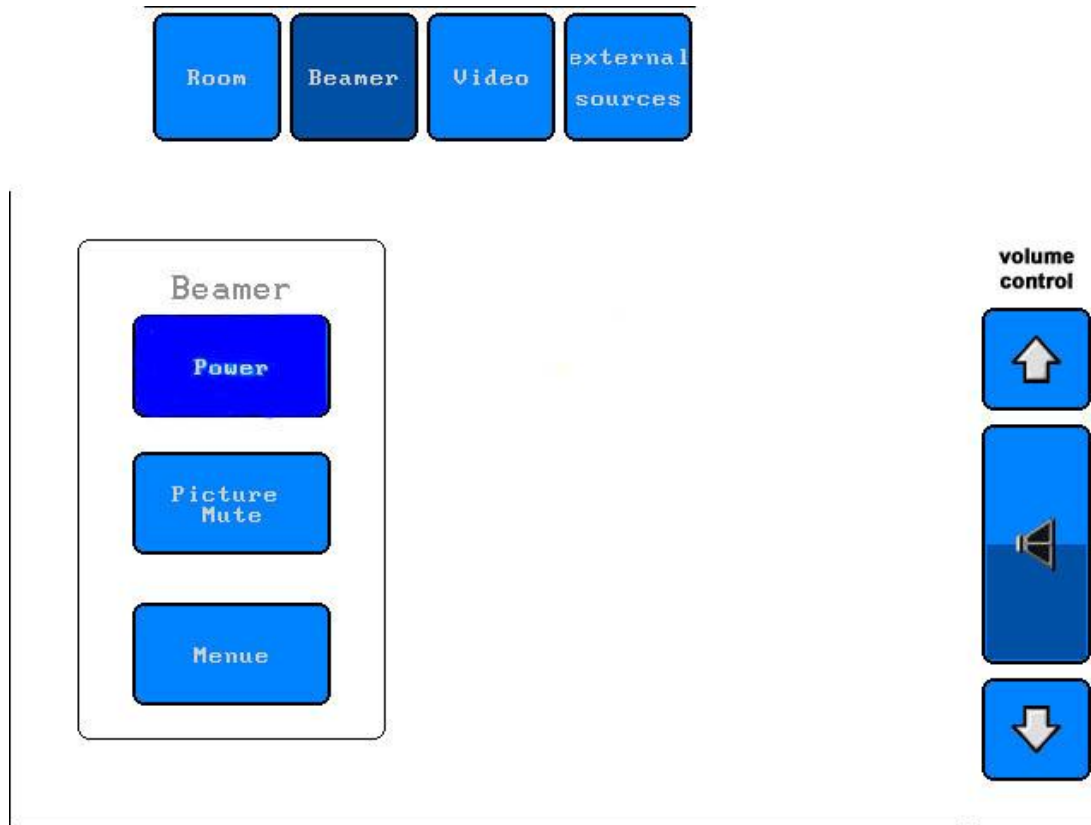 Room
Beamer
Video
external
sources
Beamer
Power
Picture
Mute
Menue
volume
control